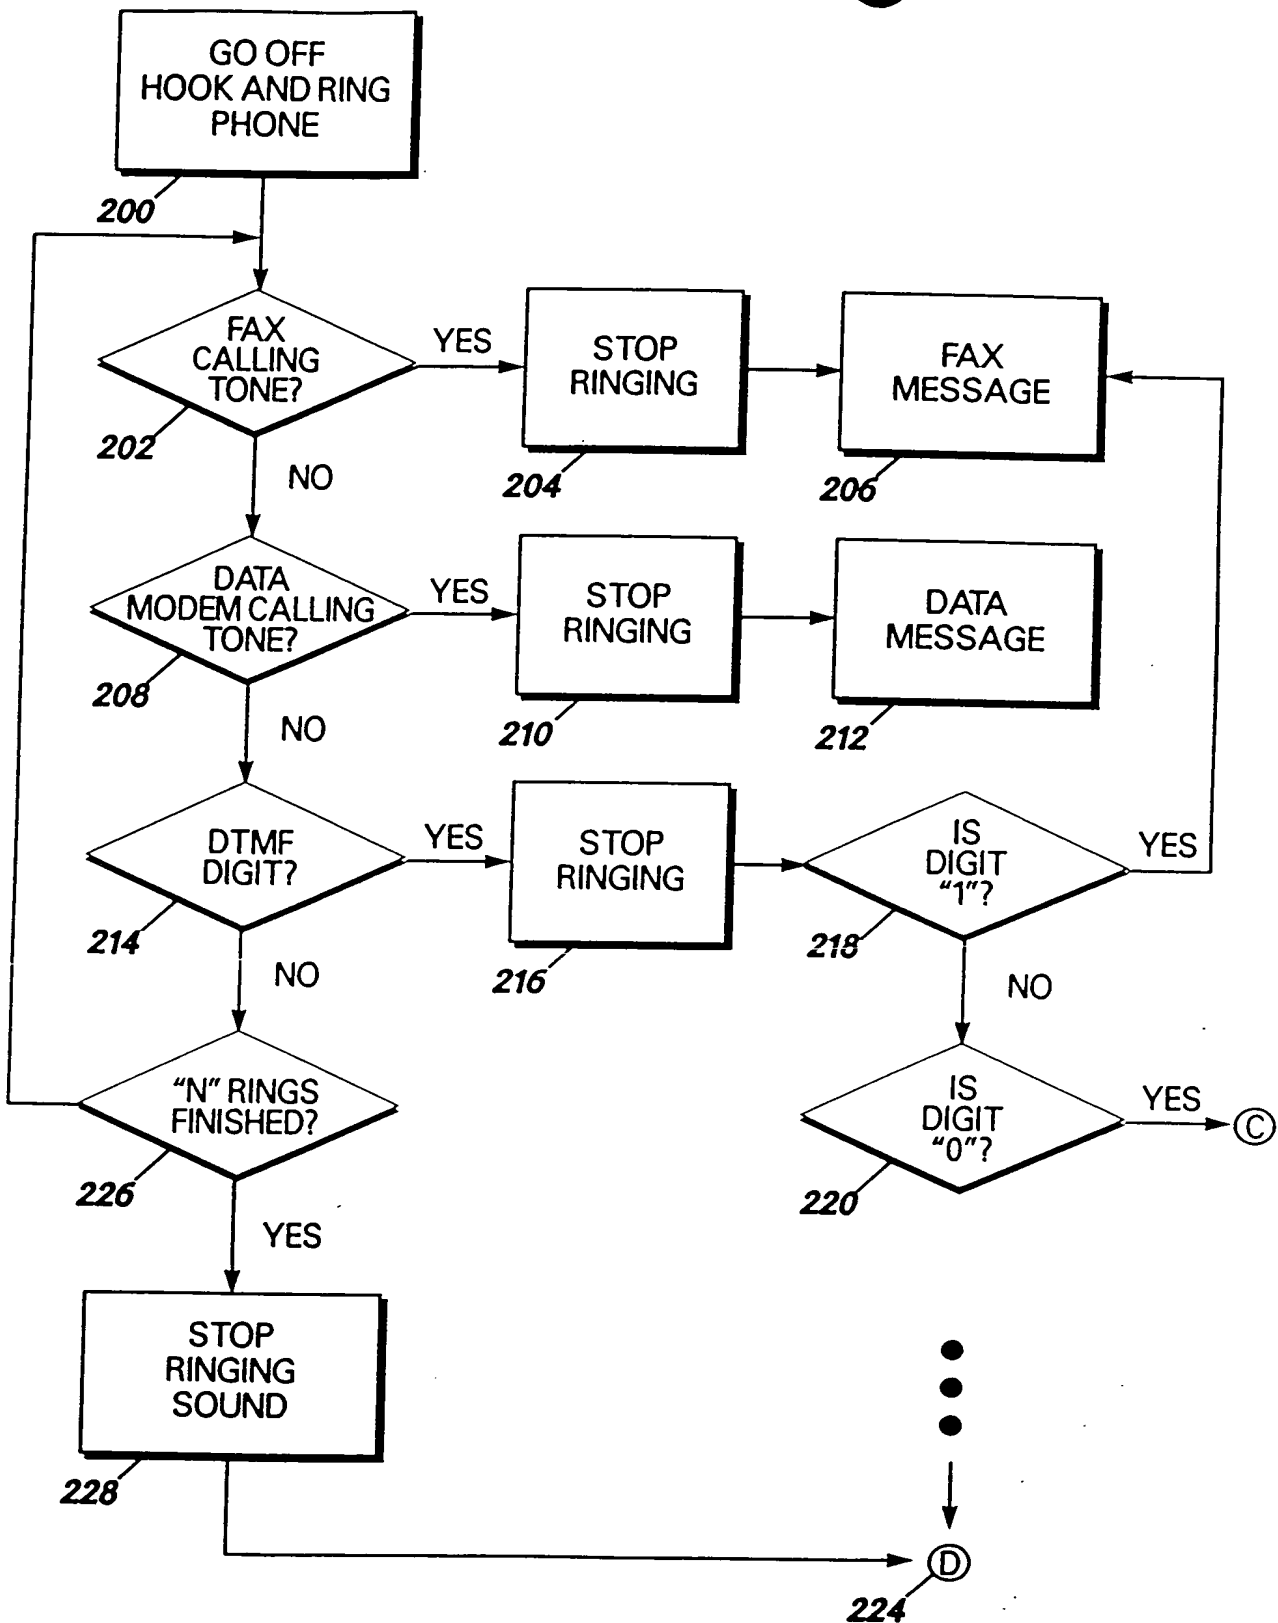 GO OFF
HOOK AND RING
PHONE
200
FAX
CALLING
TONE?
202
YES
STOP
RINGING
204
FAX
MESSAGE
206
NO
DATA
MODEM CALLING
TONE?
208
YES
STOP
RINGING
210
DATA
MESSAGE
212
NO
DTMF
DIGIT?
214
YES
STOP
RINGING
216
IS
DIGIT
"1"?
218
YES
NO
NO
"N" RINGS
FINISHED?
226
IS
DIGIT
"0"?
220
YES
C
YES
STOP
RINGING
SOUND
228
D
224